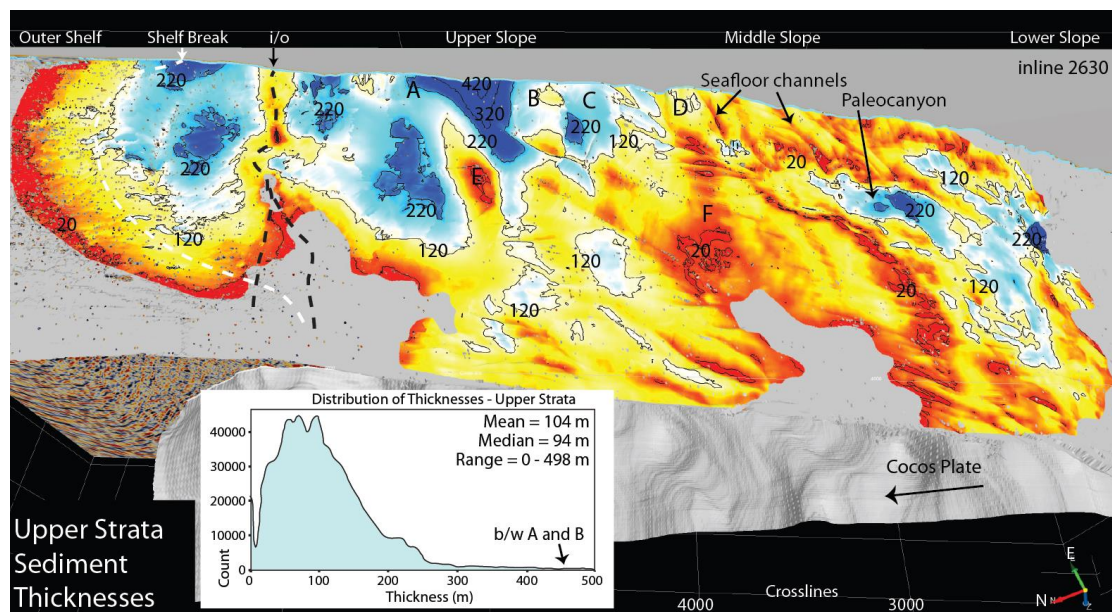 Outer Shelf
Shelf Break
i/o
Upper Slope
Middle Slope
Lower Slope
inline 2630
Seafloor channels
Paleocanyon
220
420
A
B
C
D
320
220
220
220
120
220
20
120
E
220
220
220
20
120
120
F
20
120
120
20
120
Distribution of Thicknesses - Upper Strata
Mean = 104 m
Median = 94 m
Range = 0 - 498 m
b/w A and B
40000
30000
20000
10000
0
Count
0
100
200
300
400
500
Thickness (m)
Cocos Plate
Upper Strata
Sediment
Thicknesses
Crosslines
4000
3000
E
N
N
Z